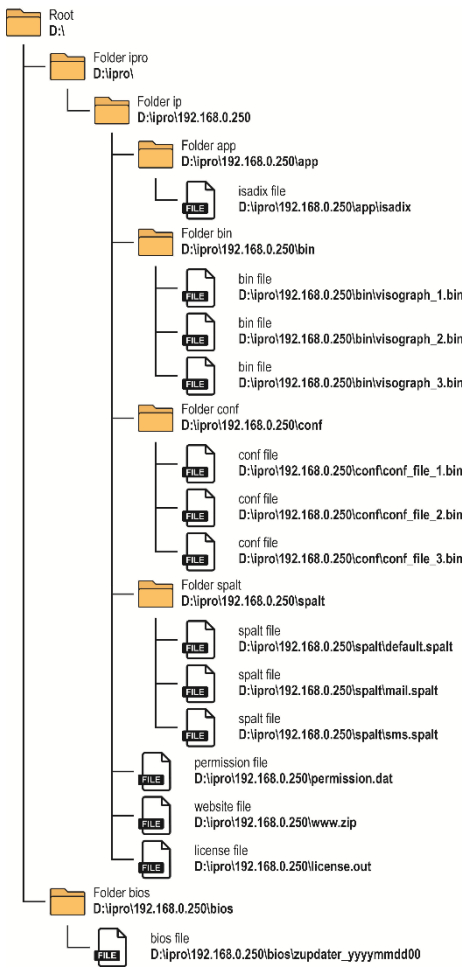 Root
D:\
Folder ipro
D:\ipro\
Folder ip
D:\ipro\192.168.0.250
Folder app
D:\ipro\192.168.0.250\app
isadix file
FILE
D:\ipro\192.168.0.250\app\isadix
Folder bin
D:\ipro\192.168.0.250\bin
bin file
FILE
D:\ipro\192.168.0.250\bin\visograph_1.bin
bin file
FILE
D:\ipro\192.168.0.250\bin\visograph_2.bin
bin file
FILE
D:\ipro\192.168.0.250\bin\visograph_3.bin
Folder conf
D:\ipro\192.168.0.250\conf
conf file
FILE
D:\ipro\192.168.0.250\conf\conf_file_1.bin
conf file
FILE
D:\ipro\192.168.0.250\conf\conf_file_2.bin
conf file
FILE
D:\ipro\192.168.0.250\conf\conf_file_3.bin
Folder spalt
D:\ipro\192.168.0.250\spalt
spalt file
FILE
D:\ipro\192.168.0.250\spalt\default.spalt
spalt file
FILE
D:\ipro\192.168.0.250\spalt\mail.spalt
spalt file
FILE
D:\ipro\192.168.0.250\spalt\sms.spalt
permission file
FILE
D:\ipro\192.168.0.250\permission.dat
website file
FILE
D:\ipro\192.168.0.250\www.zip
license file
FILE
D:\ipro\192.168.0.250\license.out
Folder bios
D:\ipro\192.168.0.250\bios
bios file
FILE
D:\ipro\192.168.0.250\bios\zupdater_yyyymmdd00